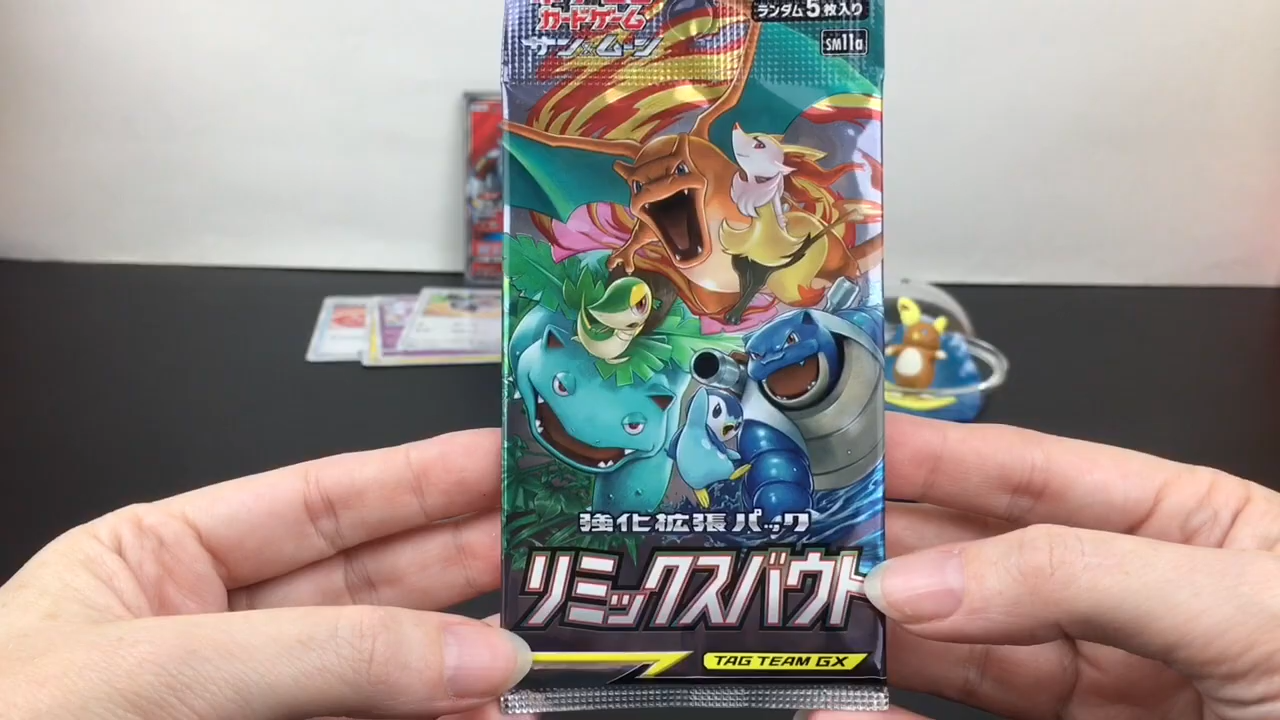 カードゲーム
サン&ムーン
ランダム5枚入り
SM11a
強化拡張パック
リミックスバウト
TAG TEAM GX